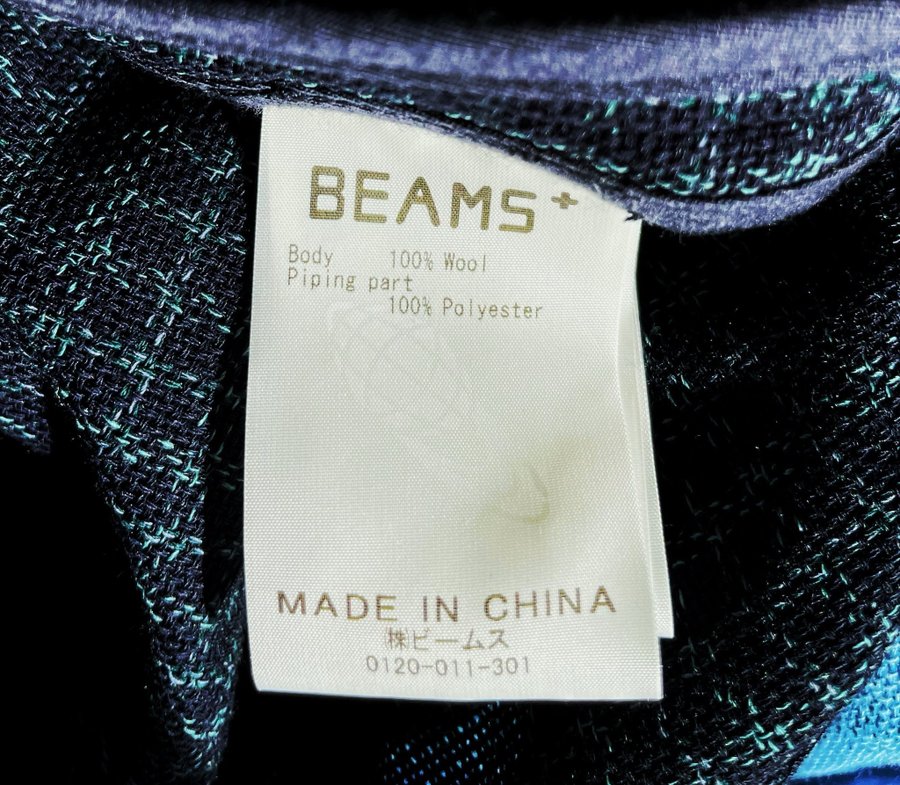 BEAMS+
Body 100% Wool
Piping part
100% Polyester
MADE IN CHINA
㈱ビームス
0120-011-301